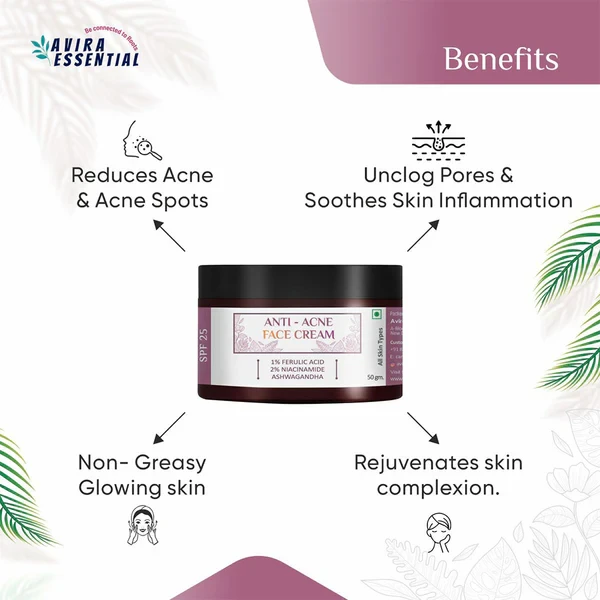 Be connected to Roots
AVIRA
ESSENTIAL
Benefits
Reduces Acne
& Acne Spots
Unclog Pores &
Soothes Skin Inflammation
SPF 25
ANTI - ACNE
FACE CREAM
1% FERULIC ACID
2% NIACINAMIDE
ASHWAGANDHA
All Skin Types
50 gm.
Non- Greasy
Glowing skin
Rejuvenates skin
complexion.